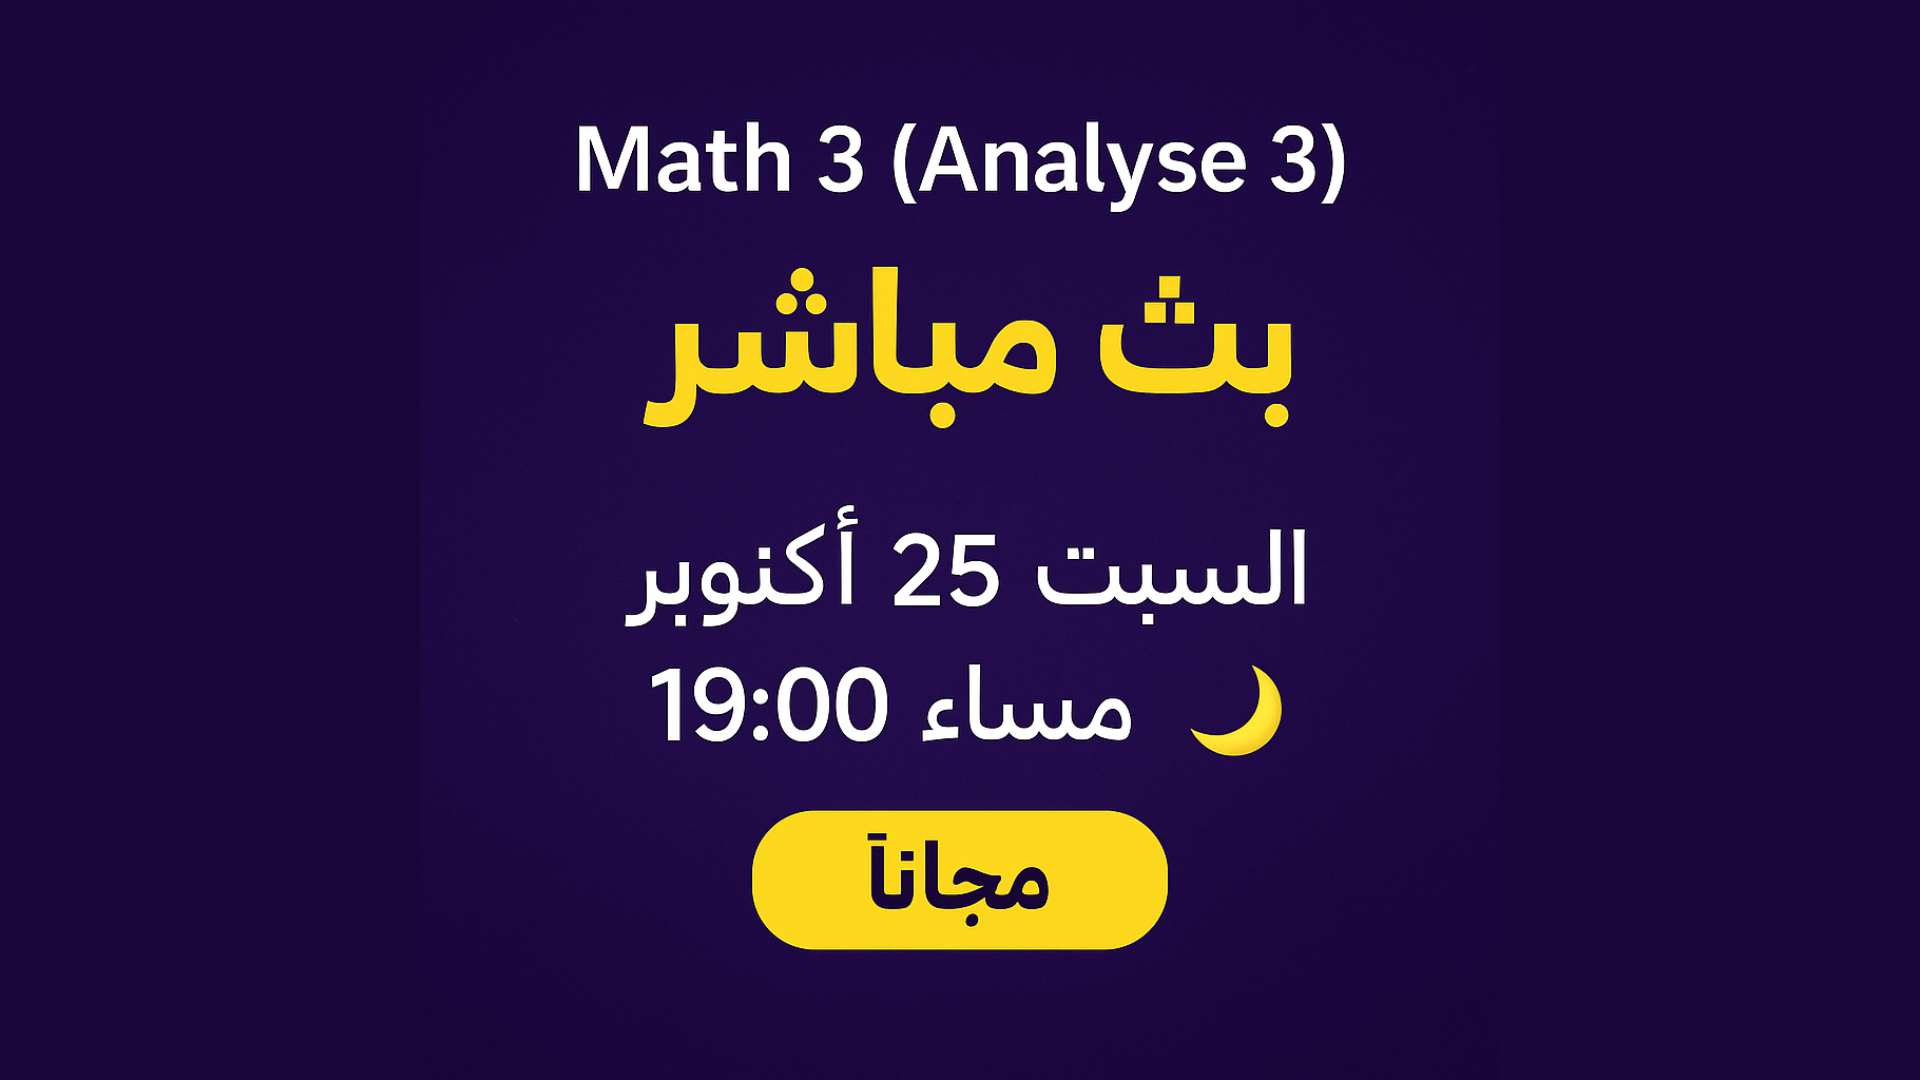 Math 3 (Analyse 3)
بث مباشر
السبت 25 أكنوبر
مساء 19:00
مجاناً